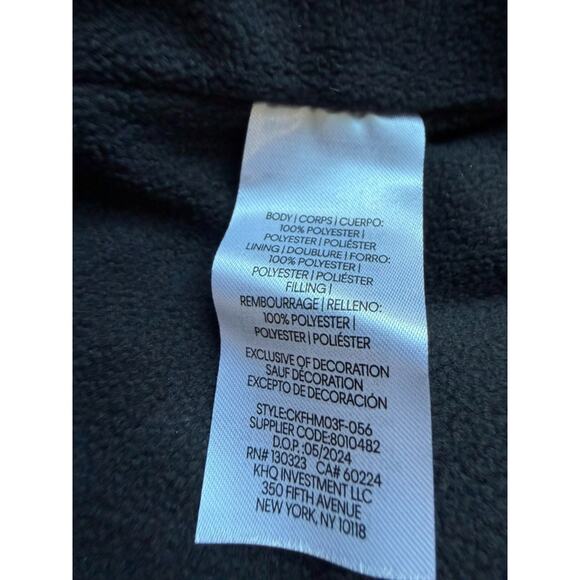 BODY | CORPS | CUERPO:
100% POLYESTER |
POLYESTER | POLIÉSTER
LINING | DOUBLURE | FORRO:
100% POLYESTER |
POLYESTER | POLIÉSTER
FILLING |
REMBOURRAGE | RELLENO:
100% POLYESTER |
POLYESTER | POLIÉSTER
EXCLUSIVE OF DECORATION
SAUF DÉCORATION
EXCEPTO DE DECORACIÓN
STYLE:CKFHM03F-056
SUPPLIER CODE:8010482
D.O.P.:05/2024
RN# 130323 CA# 60224
KHQ INVESTMENT LLC
350 FIFTH AVENUE
NEW YORK, NY 10118